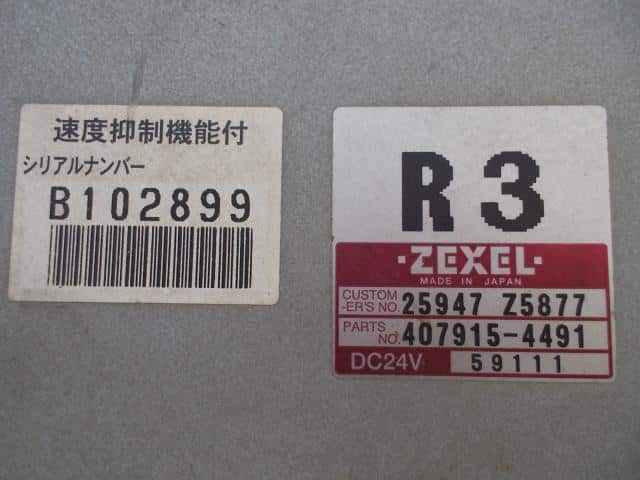 速度抑制機能付
シリアルナンバー
B102899
R3
·ZEXEL·
MADE IN JAPAN
CUSTOM
-ER'S NO. 25947 Z5877
PARTS
NO. 407915-4491
DC24V 59111